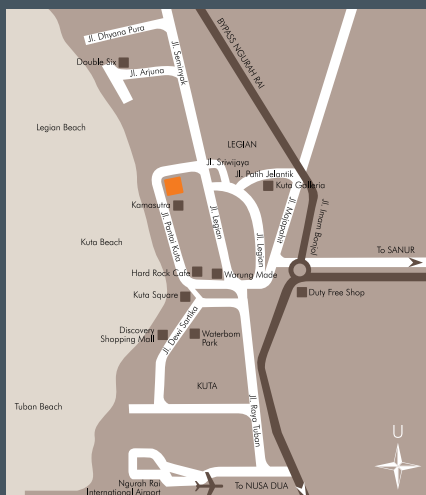 Jl. Dhyana Pura
BYPASS NGURAH RAI
Jl. Seminyak
Double Six
Jl. Arjuna
Legian Beach
LEGIAN
Jl. Sriwijaya
Jl. Patih Jelantik
Kuta Galleria
Kamasutra
Jl. Pantai Kuta
Jl. Legian
Jl. Legian
Jl. Majapahit
Jl. Imam Bonjol
Kuta Beach
To SANUR
Hard Rock Cafe
Warung Made
Kuta Square
Duty Free Shop
Discovery
Shopping Mall
Jl. Dewi Sartika
Waterbom
Park
KUTA
Tuban Beach
Jl. Raya Tuban
U
Ngurah Rai
International Airport
To NUSA DUA